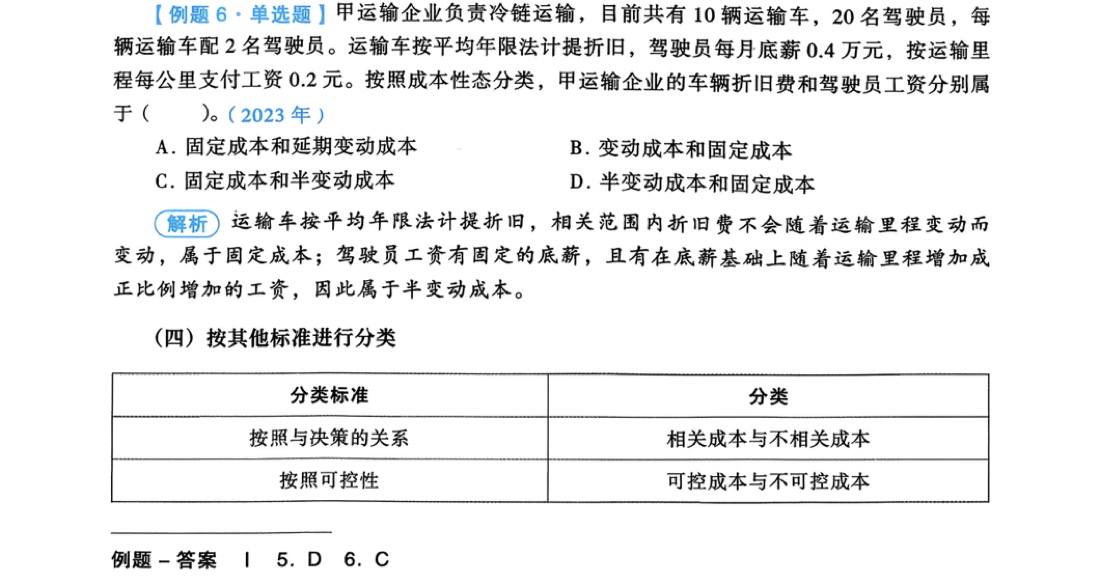 【例题6·单选题】甲运输企业负责冷链运输，目前共有10辆运输车，20名驾驶员，每
辆运输车配2名驾驶员。运输车按平均年限法计提折旧，驾驶员每月底薪0.4万元，按运输里
程每公里支付工资0.2元。按照成本性态分类，甲运输企业的车辆折旧费和驾驶员工资分别属
于（　　）。（2023年）
A. 固定成本和延期变动成本　　B. 变动成本和固定成本
C. 固定成本和半变动成本　　D. 半变动成本和固定成本
解析 运输车按平均年限法计提折旧，相关范围内折旧费不会随着运输里程变动而
变动，属于固定成本；驾驶员工资有固定的底薪，且有在底薪基础上随着运输里程增加成
正比例增加的工资，因此属于半变动成本。
（四）按其他标准进行分类
分类标准　　分类
按照与决策的关系　　相关成本与不相关成本
按照可控性　　可控成本与不可控成本
例题－答案　|　5. D　6. C